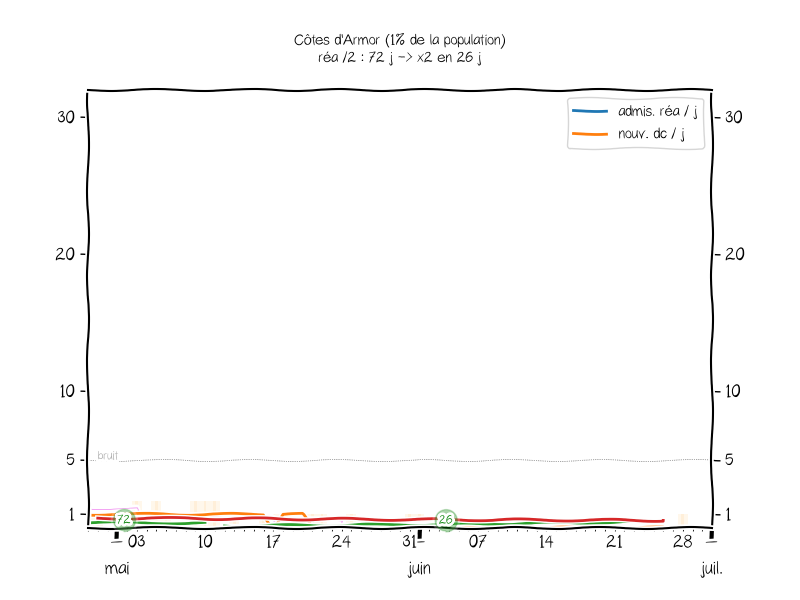 Côtes d'Armor (1% de la population)
réa /2 : 72 j -> x2 en 26 j
30
30
admis. réa / j
nouv. dc / j
20
20
10
10
5
bruit
5
1
72
26
1
03
10
17
24
31
07
14
21
28
mai
juin
juil.